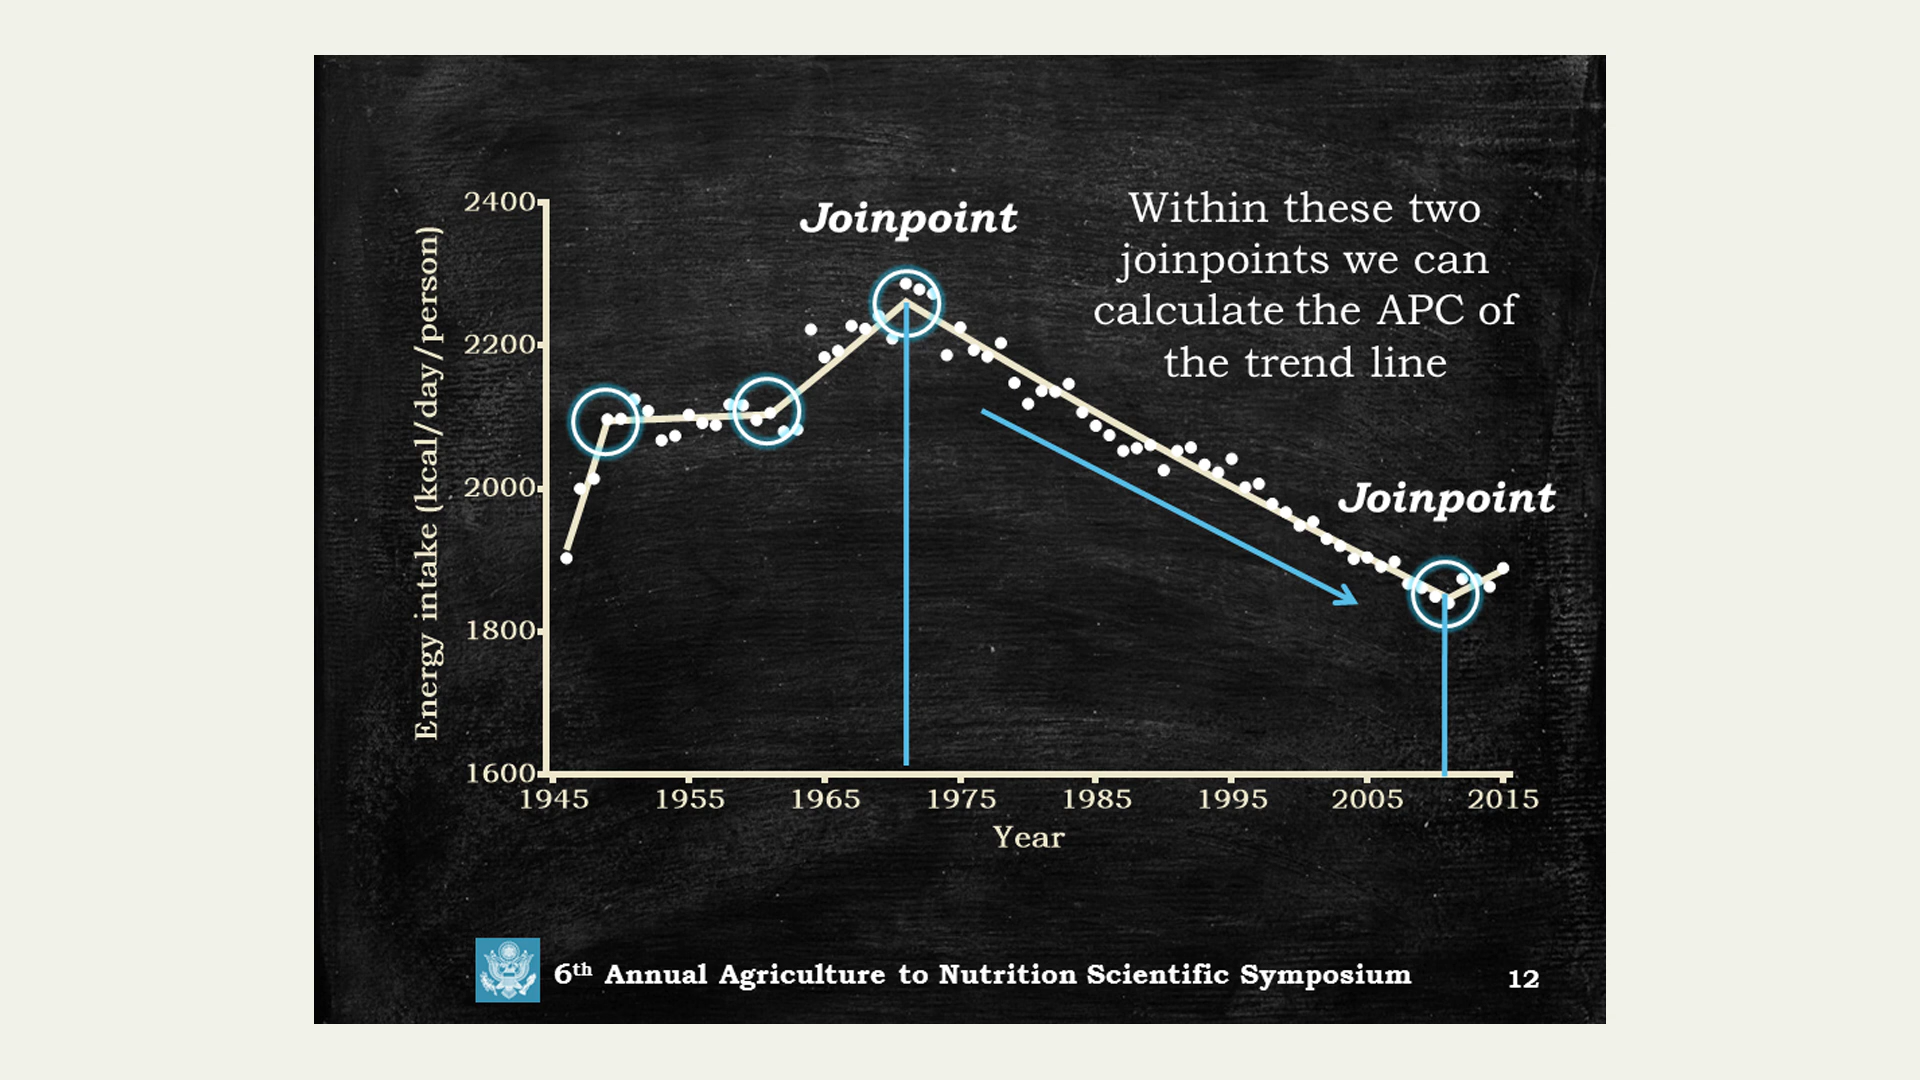 Joinpoint
Within these two
joinpoints we can
calculate the APC of
the trend line
Joinpoint
Energy intake (kcal/day/person)
2400
2200
2000
1800
1600
1945 1955 1965 1975 1985 1995 2005 2015
Year
6th Annual Agriculture to Nutrition Scientific Symposium 12